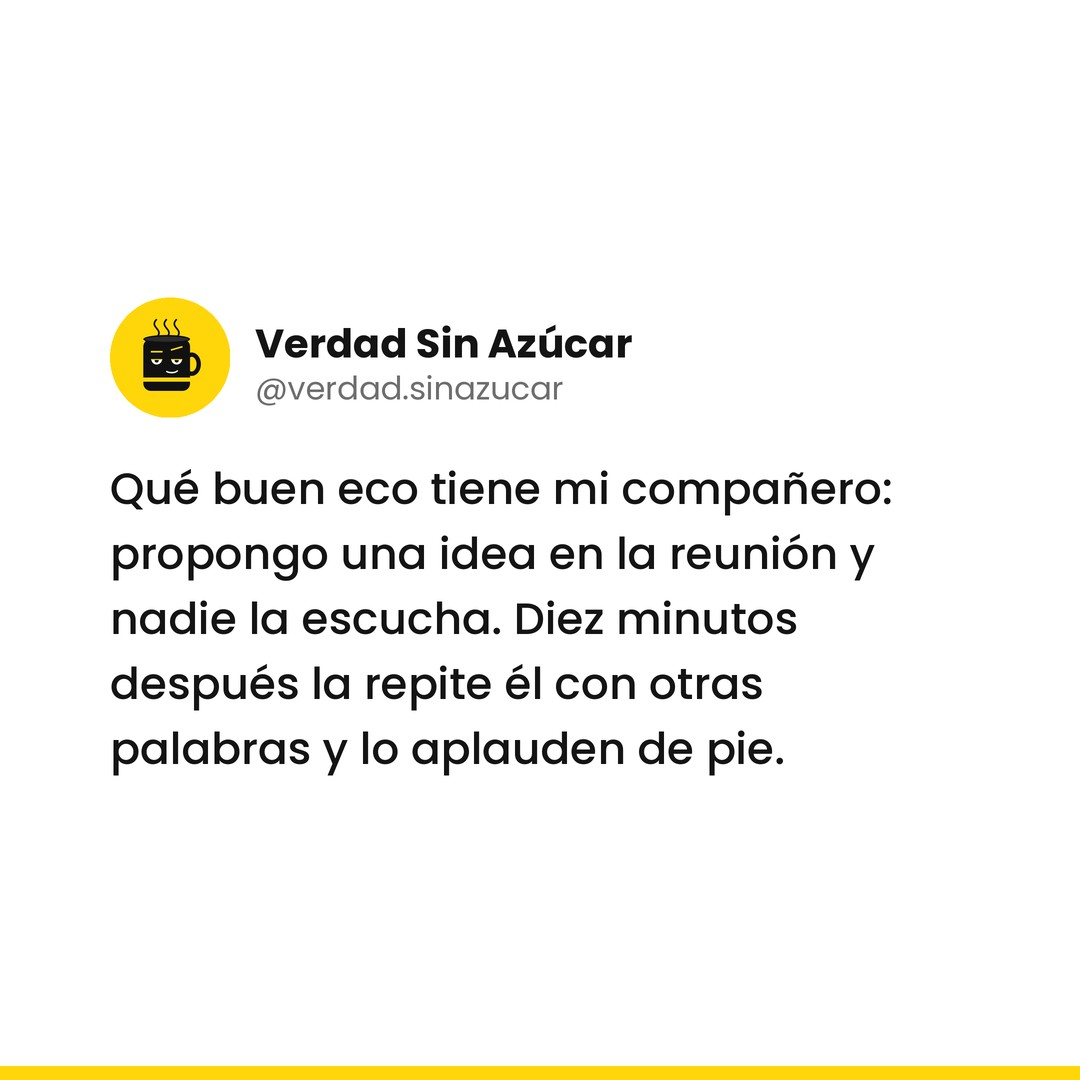 Verdad Sin Azúcar
@verdad.sinazucar
Qué buen eco tiene mi compañero:
propongo una idea en la reunión y
nadie la escucha. Diez minutos
después la repite él con otras
palabras y lo aplauden de pie.